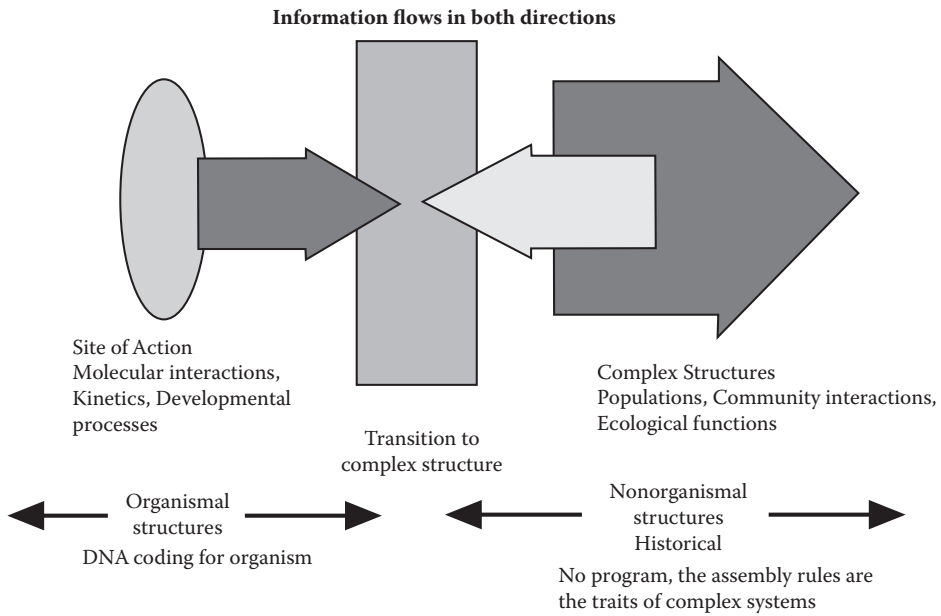 Information flows in both directions
Site of Action
Molecular interactions,
Kinetics, Developmental
processes
Complex Structures
Populations, Community interactions,
Ecological functions
Transition to
complex structure
Organismal
structures
DNA coding for organism
Nonorganismal
structures
Historical
No program, the assembly rules are
the traits of complex systems